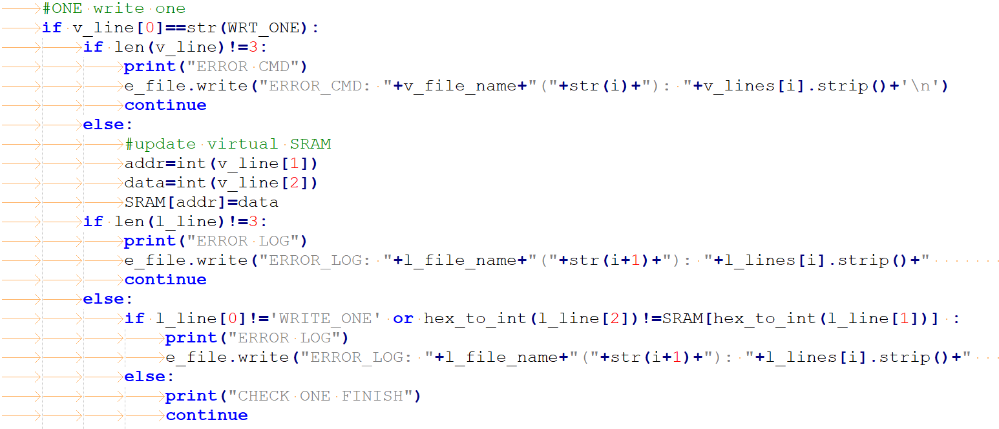 #ONE write one
if v_line[0]==str(WRT_ONE):
if len(v_line)!=3:
print("ERROR CMD")
e_file.write("ERROR_CMD: "+v_file_name+"("+str(i)+"): "+v_lines[i].strip()+'\n')
continue
else:
#update virtual SRAM
addr=int(v_line[1])
data=int(v_line[2])
SRAM[addr]=data
if len(l_line)!=3:
print("ERROR LOG")
e_file.write("ERROR_LOG: "+l_file_name+"("+str(i+1)+"): "+l_lines[i].strip()+"
continue
else:
if l_line[0]!='WRITE_ONE' or hex_to_int(l_line[2])!=SRAM[hex_to_int(l_line[1])] :
print("ERROR LOG")
e_file.write("ERROR_LOG: "+l_file_name+"("+str(i+1)+"): "+l_lines[i].strip()+"
else:
print("CHECK ONE FINISH")
continue